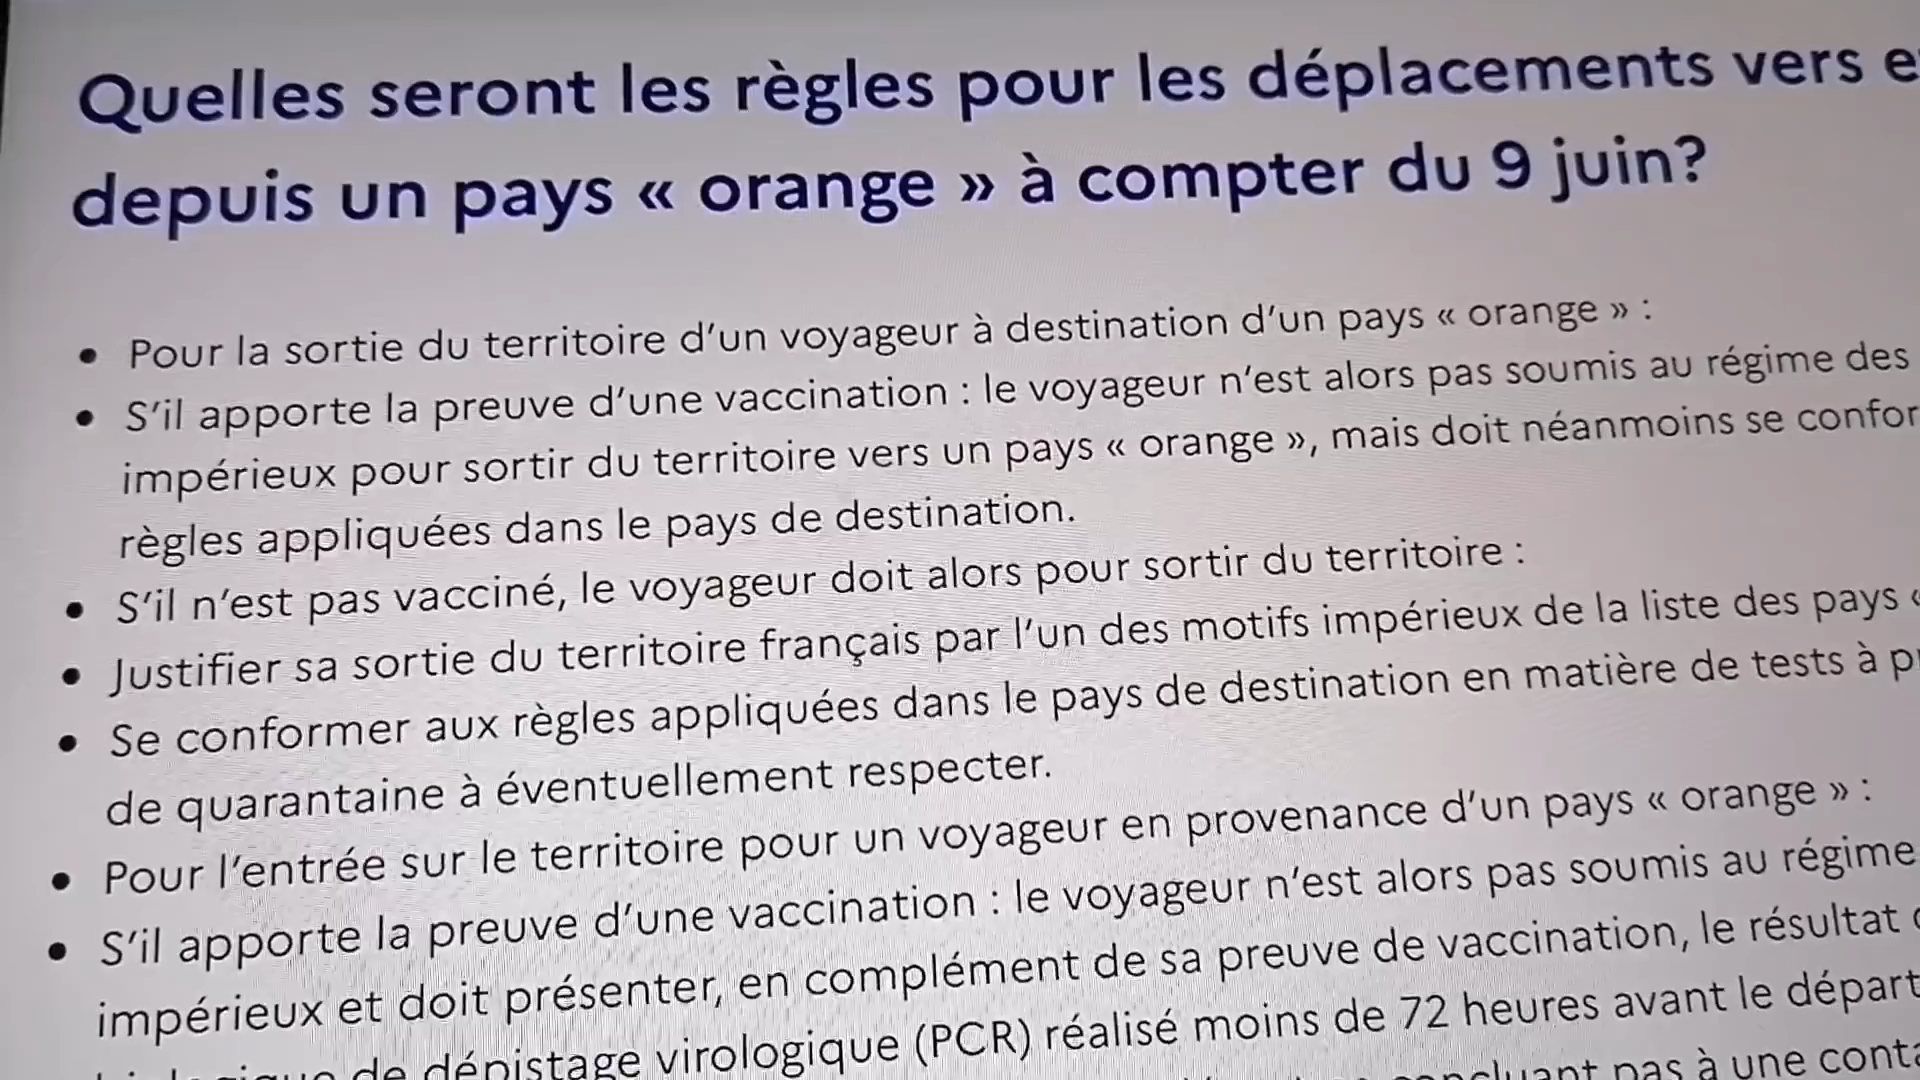 Quelles seront les règles pour les déplacements vers e
depuis un pays « orange » à compter du 9 juin?
• Pour la sortie du territoire d’un voyageur à destination d’un pays « orange » :
• S’il apporte la preuve d’une vaccination : le voyageur n’est alors pas soumis au régime des
impérieux pour sortir du territoire vers un pays « orange », mais doit néanmoins se confor
règles appliquées dans le pays de destination.
• S’il n’est pas vacciné, le voyageur doit alors pour sortir du territoire :
• Justifier sa sortie du territoire français par l’un des motifs impérieux de la liste des pays «
• Se conformer aux règles appliquées dans le pays de destination en matière de tests à p
de quarantaine à éventuellement respecter.
• Pour l’entrée sur le territoire pour un voyageur en provenance d’un pays « orange » :
• S’il apporte la preuve d’une vaccination : le voyageur n’est alors pas soumis au régime
impérieux et doit présenter, en complément de sa preuve de vaccination, le résultat
de dépistage virologique (PCR) réalisé moins de 72 heures avant le départ
pas à une conta